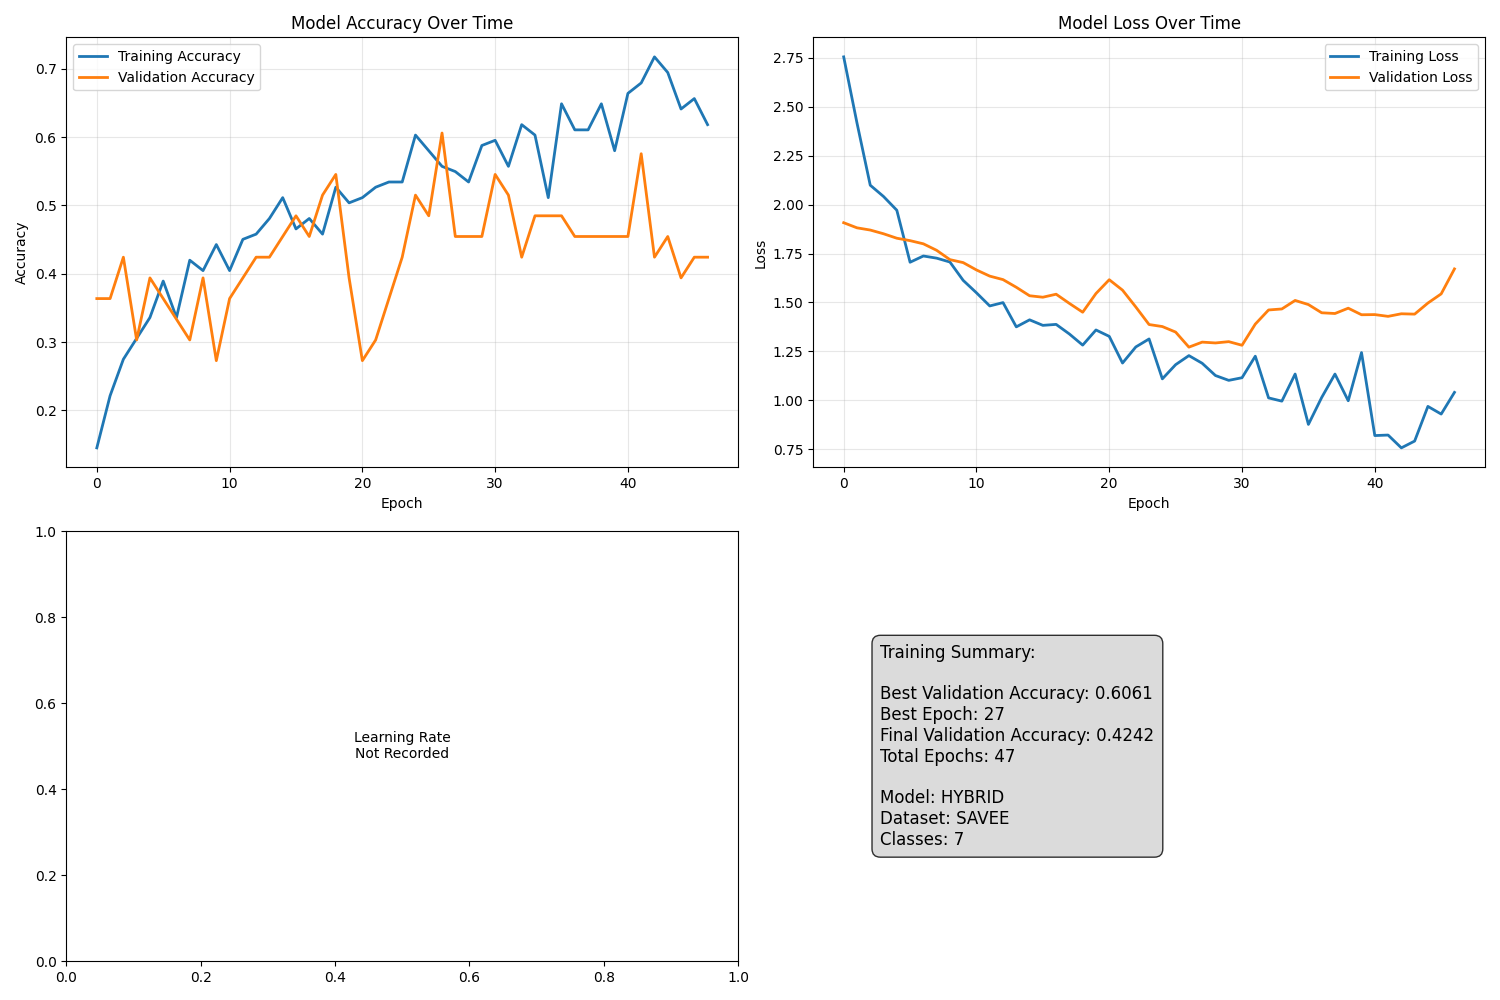 Model Accuracy Over Time
Training Accuracy
Validation Accuracy
0.7
0.6
0.5
0.4
0.3
0.2
Accuracy
0 10 20 30 40
Epoch
Model Loss Over Time
Training Loss
Validation Loss
2.75
2.50
2.25
2.00
1.75
1.50
1.25
1.00
0.75
Loss
0 10 20 30 40
Epoch
1.0
0.8
0.6
0.4
0.2
0.0
Learning Rate
Not Recorded
0.0 0.2 0.4 0.6 0.8 1.0
Training Summary:
Best Validation Accuracy: 0.6061
Best Epoch: 27
Final Validation Accuracy: 0.4242
Total Epochs: 47
Model: HYBRID
Dataset: SAVEE
Classes: 7